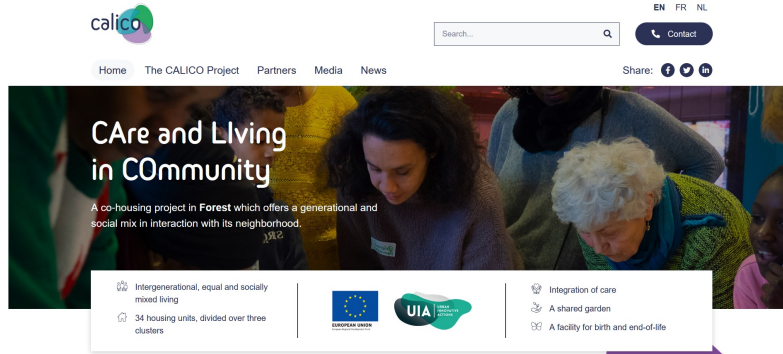 EN FR NL
calico
Search...
Contact
Home The CALICO Project Partners Media News
Share:
CAre and LIving
in COmmunity
A co-housing project in Forest which offers a generational and
social mix in interaction with its neighborhood.
Intergenerational, equal and socially
mixed living
34 housing units, divided over three
clusters
EUROPEAN UNION
UIA
URBAN
INNOVATIVE
ACTIONS
Integration of care
A shared garden
A facility for birth and end-of-life